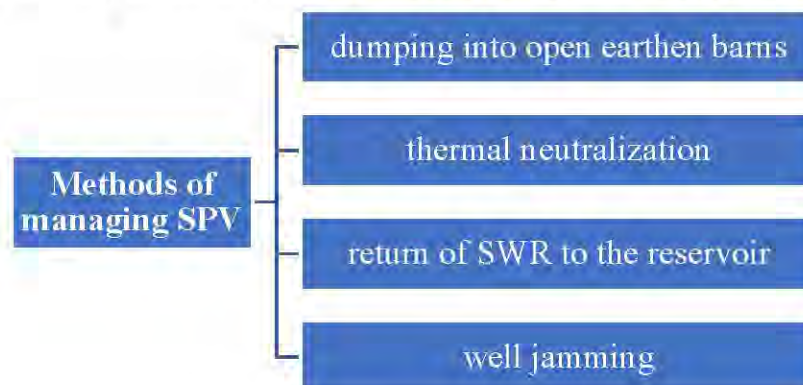 Methods of
managing SPV
dumping into open earthen barns
thermal neutralization
return of SWR to the reservoir
well jamming